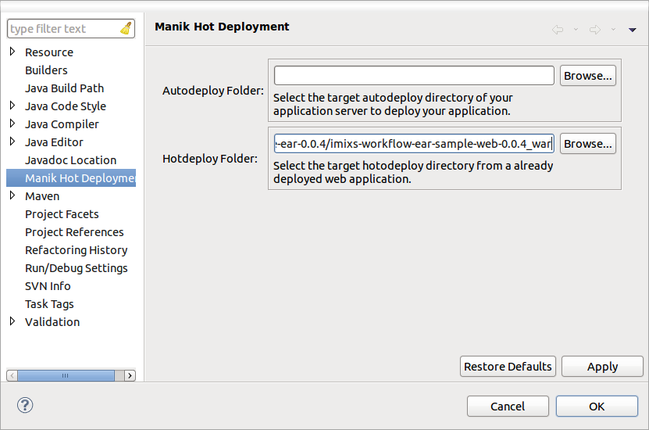 type filter text
Resource
Builders
Java Build Path
Java Code Style
Java Compiler
Java Editor
Javadoc Location
Manik Hot Deployme
Maven
Project Facets
Project References
Refactoring History
Run/Debug Settings
SVN Info
Task Tags
Validation
Manik Hot Deployment
Autodeploy Folder:
Browse...
Select the target autodeploy directory of your
application server to deploy your application.
Hotdeploy Folder:
-ear-0.0.4/imixs-workflow-ear-sample-web-0.0.4_war
Browse...
Select the target hotdeploy directory from a already
deployed web application.
Restore Defaults
Apply
?
Cancel
OK